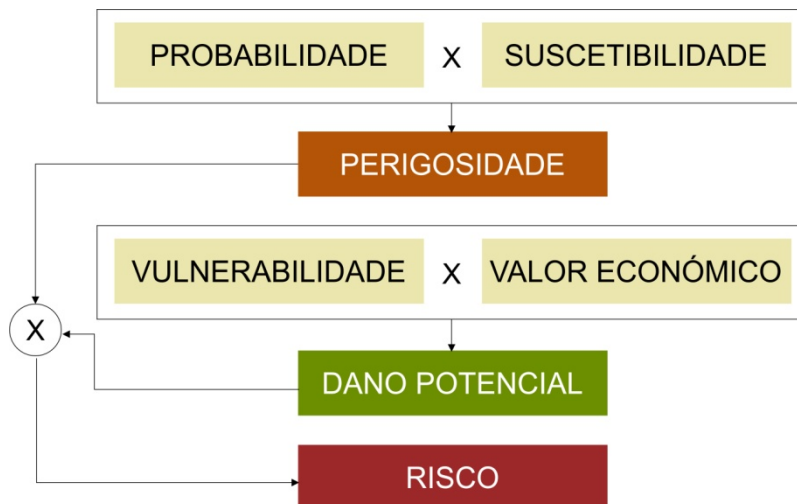 PROBABILIDADE X SUSCETIBILIDADE
PERIGOSIDADE
VULNERABILIDADE X VALOR ECONÓMICO
X
DANO POTENCIAL
RISCO